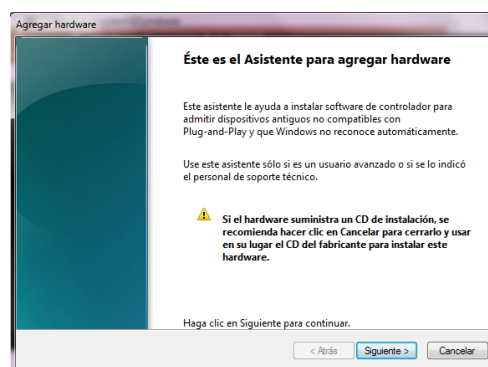 Agregar hardware
Éste es el Asistente para agregar hardware
Este asistente le ayuda a instalar software de controlador para
admitir dispositivos antiguos no compatibles con
Plug-and-Play y que Windows no reconoce automáticamente.
Use este asistente sólo si es un usuario avanzado o si se lo indicó
el personal de soporte técnico.
Si el hardware suministra un CD de instalación, se
recomienda hacer clic en Cancelar para cerrarlo y usar
en su lugar el CD del fabricante para instalar este
hardware.
Haga clic en Siguiente para continuar.
< Atrás Siguiente > Cancelar